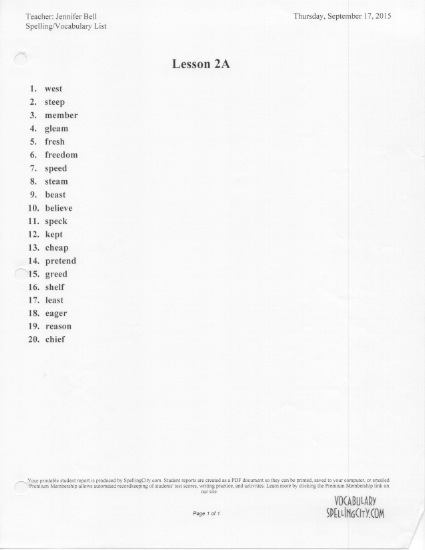 Teacher: Jennifer Bell
Thursday, September 17, 2015
Spelling/Vocabulary List
Lesson 2A
1. west
2. steep
3. member
4. gleam
5. fresh
6. freedom
7. speed
8. steam
9. beast
10. believe
11. speck
12. kept
13. cheap
14. pretend
15. greed
16. shelf
17. least
18. eager
19. reason
20. chief
Your printable student report is produced by SpellingCity.com. Student reports are created as a PDF document so they can be printed, saved to your computer, or emailed
Premium Membership allows automated recordkeeping of students' test scores, writing practice, and activities. Learn more by clicking the Premium Membership link on
our site
VOCABULARY
SPELLINGCITY.COM
Page 1 of 1